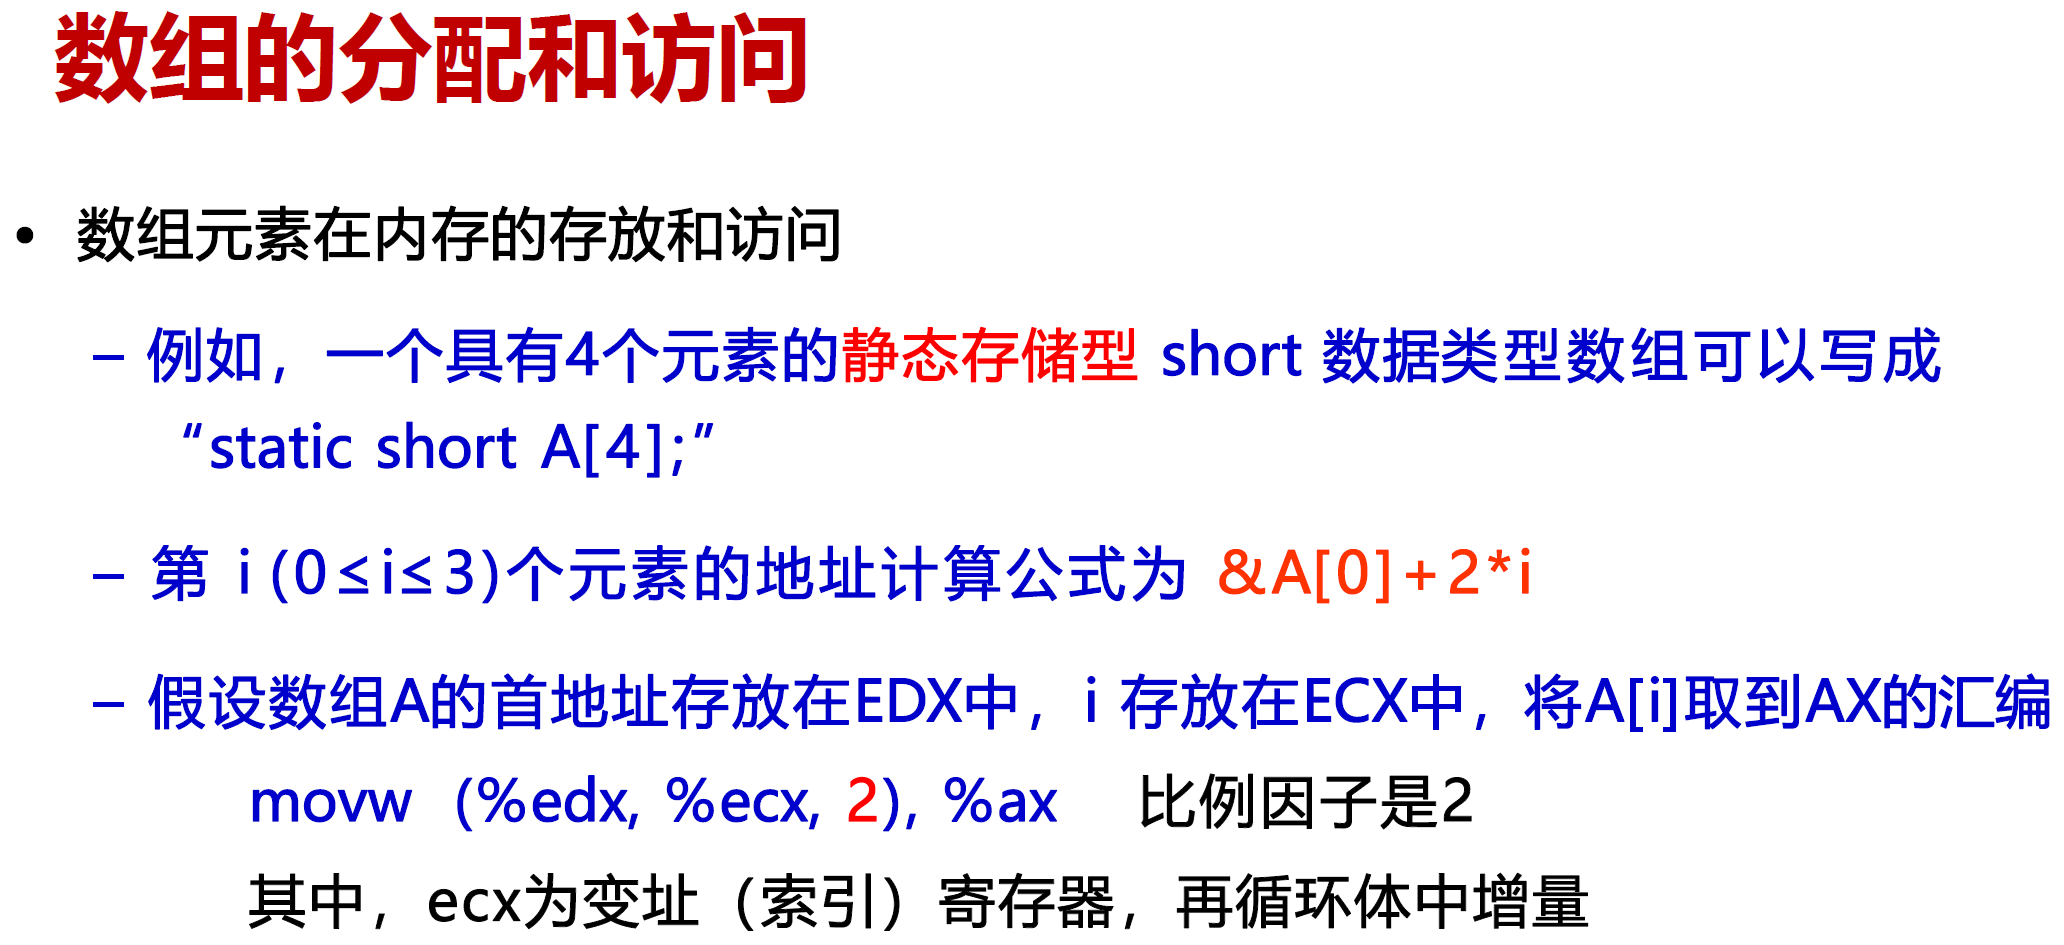 数组的分配和访问
• 数组元素在内存的存放和访问
– 例如，一个具有4个元素的静态存储型 short 数据类型数组可以写成
“static short A[4];”
– 第 i (0≤i≤3)个元素的地址计算公式为 &A[0]+2*i
– 假设数组A的首地址存放在EDX中，i 存放在ECX中，将A[i]取到AX的汇编
movw (%edx, %ecx, 2), %ax 比例因子是2
其中，ecx为变址（索引）寄存器，再循环体中增量